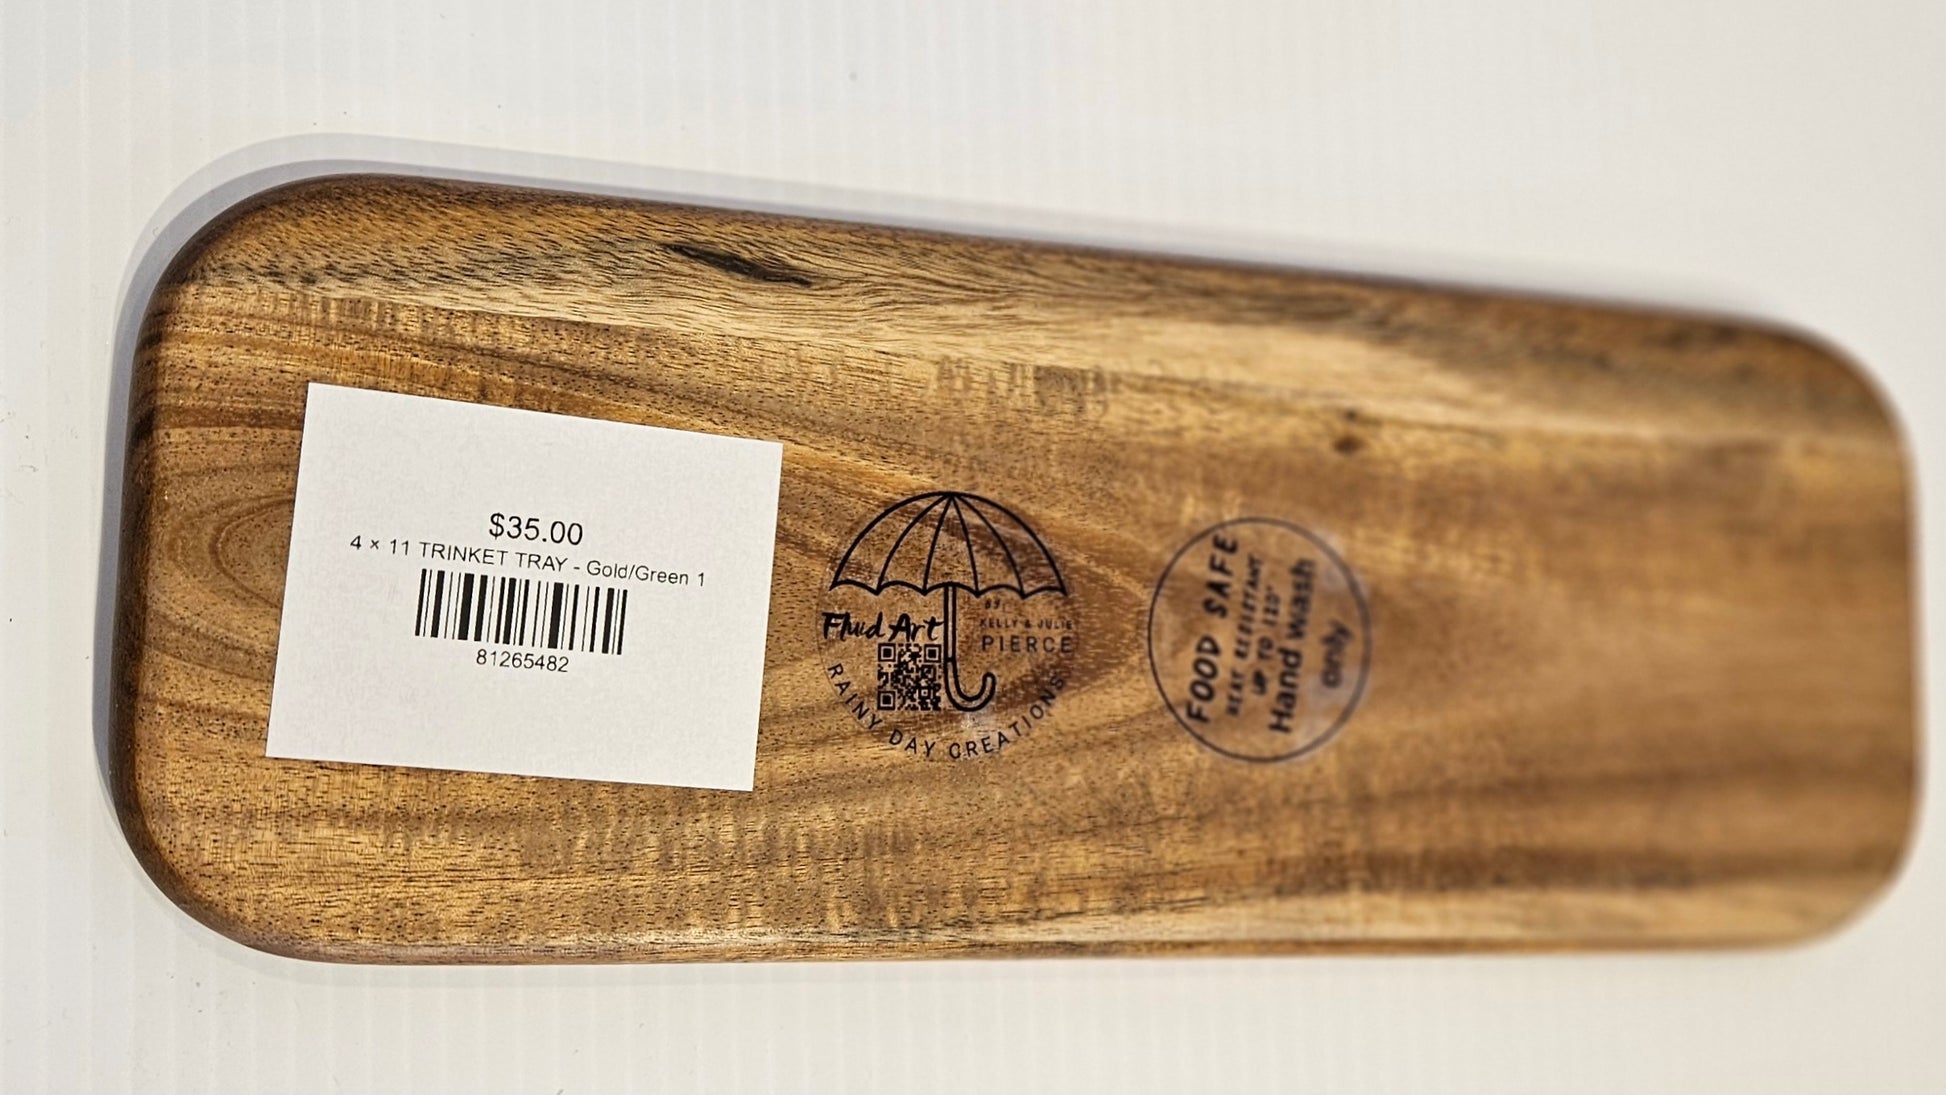 $35.00
4 × 11 TRINKET TRAY - Gold/Green 1
81265482
Fluid Art
BY:
KELLY & JULIE
PIERCE
RAINY DAY CREATIONS
FOOD SAFE
HEAT RESISTANT
UP TO 113°
Hand Wash
only